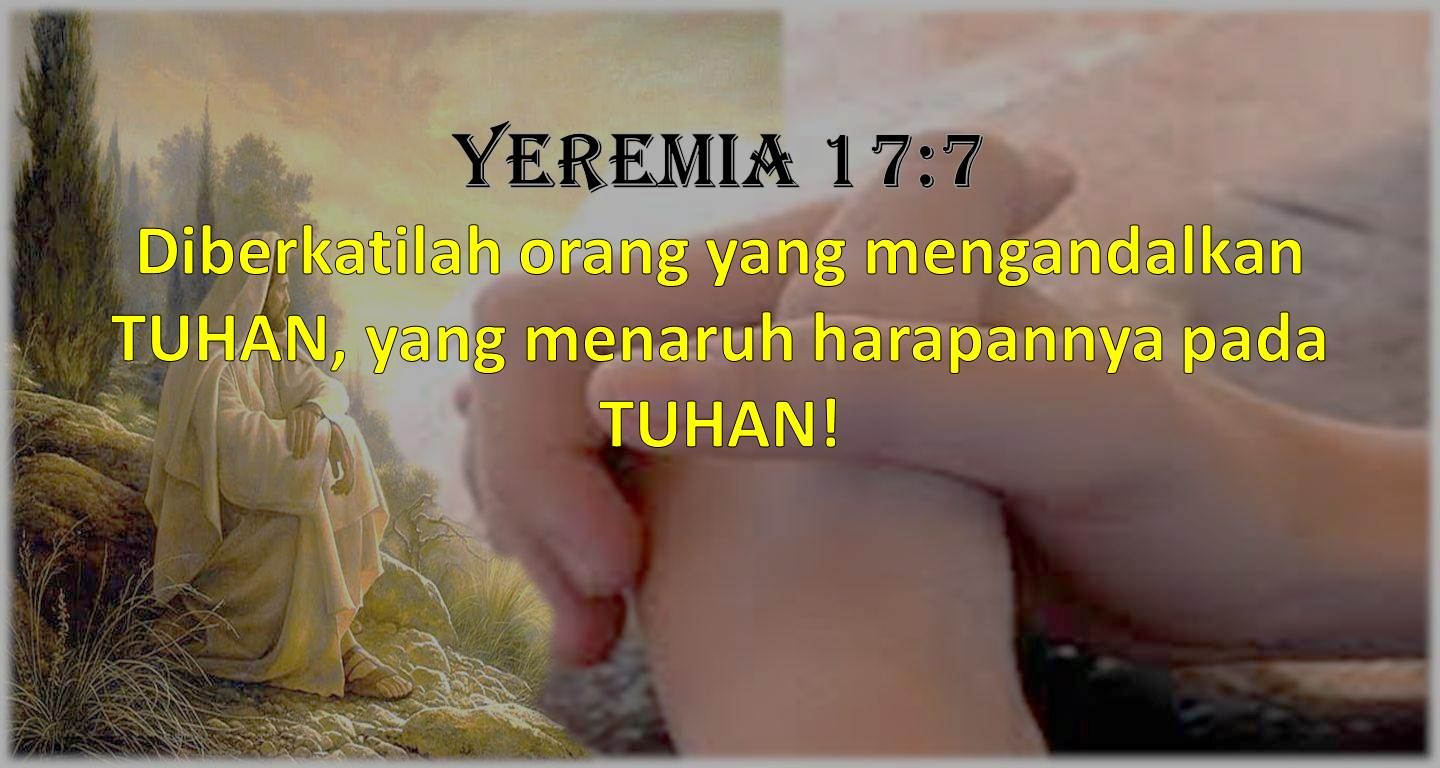 YEREMIA 17:7
Diberkatilah orang yang mengandalkan
TUHAN, yang menaruh harapannya pada
TUHAN!